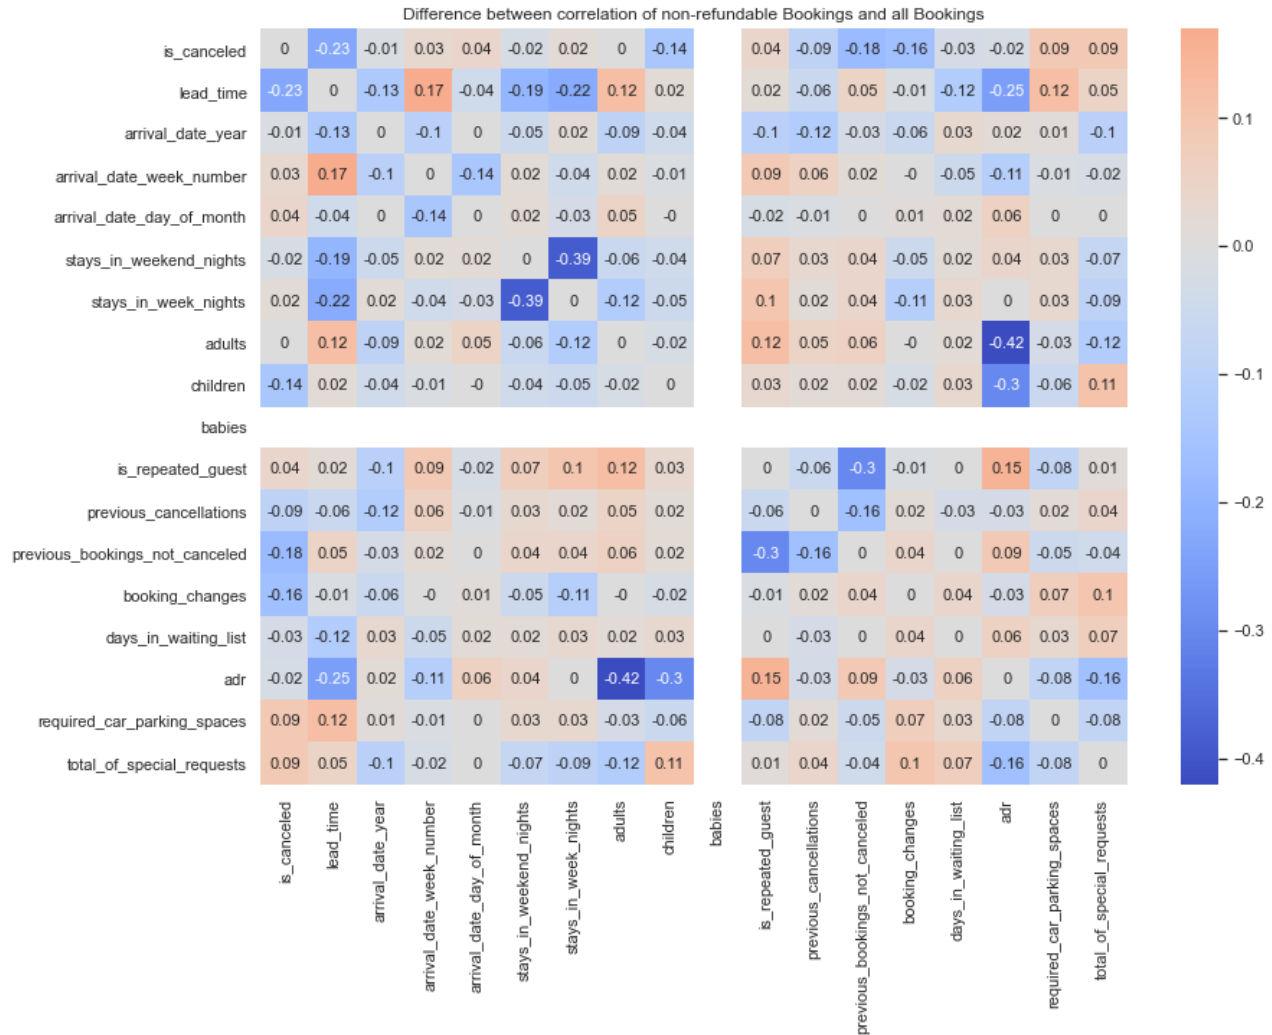 Difference between correlation of non-refundable Bookings and all Bookings
is_canceled 0 -0.23 -0.01 0.03 0.04 -0.02 0.02 0 -0.14 0.04 -0.09 -0.18 -0.16 -0.03 -0.02 0.09 0.09
lead_time -0.23 0 -0.13 0.17 -0.04 -0.19 -0.22 0.12 0.02 0.02 -0.06 0.05 -0.01 -0.12 -0.25 0.12 0.05
arrival_date_year -0.01 -0.13 0 -0.1 0 -0.05 0.02 -0.09 -0.04 -0.1 -0.12 -0.03 -0.06 0.03 0.02 0.01 -0.1
arrival_date_week_number 0.03 0.17 -0.1 0 -0.14 0.02 -0.04 0.02 -0.01 0.09 0.06 0.02 -0 -0.05 -0.11 -0.01 -0.02
arrival_date_day_of_month 0.04 -0.04 0 -0.14 0 0.02 -0.03 0.05 -0 -0.02 -0.01 0 0.01 0.02 0.06 0 0
stays_in_weekend_nights -0.02 -0.19 -0.05 0.02 0.02 0 -0.39 -0.06 -0.04 0.07 0.03 0.04 -0.05 0.02 0.04 0.03 -0.07
stays_in_week_nights 0.02 -0.22 0.02 -0.04 -0.03 -0.39 0 -0.12 -0.05 0.1 0.02 0.04 -0.11 0.03 0 0.03 -0.09
adults 0 0.12 -0.09 0.02 0.05 -0.06 -0.12 0 -0.02 0.12 0.05 0.06 -0 0.02 -0.42 -0.03 -0.12
children -0.14 0.02 -0.04 -0.01 -0 -0.04 -0.05 -0.02 0 0.03 0.02 0.02 -0.02 0.03 -0.3 -0.06 0.11
babies
is_repeated_guest 0.04 0.02 -0.1 0.09 -0.02 0.07 0.1 0.12 0.03 0 -0.06 -0.3 -0.01 0 0.15 -0.08 0.01
previous_cancellations -0.09 -0.06 -0.12 0.06 -0.01 0.03 0.02 0.05 0.02 -0.06 0 -0.16 0.02 -0.03 -0.03 0.02 0.04
previous_bookings_not_canceled -0.18 0.05 -0.03 0.02 0 0.04 0.04 0.06 0.02 -0.3 -0.16 0 0.04 0 0.09 -0.05 -0.04
booking_changes -0.16 -0.01 -0.06 -0 0.01 -0.05 -0.11 -0 -0.02 -0.01 0.02 0.04 0 0.04 -0.03 0.07 0.1
days_in_waiting_list -0.03 -0.12 0.03 -0.05 0.02 0.02 0.03 0.02 0.03 0 -0.03 0 0.04 0 0.06 0.03 0.07
adr -0.02 -0.25 0.02 -0.11 0.06 0.04 0 -0.42 -0.3 0.15 -0.03 0.09 -0.03 0.06 0 -0.08 -0.16
required_car_parking_spaces 0.09 0.12 0.01 -0.01 0 0.03 0.03 -0.03 -0.06 -0.08 0.02 -0.05 0.07 0.03 -0.08 0 -0.08
total_of_special_requests 0.09 0.05 -0.1 -0.02 0 -0.07 -0.09 -0.12 0.11 0.01 0.04 -0.04 0.1 0.07 -0.16 -0.08 0
is_canceled
lead_time
arrival_date_year
arrival_date_week_number
arrival_date_day_of_month
stays_in_weekend_nights
stays_in_week_nights
adults
children
babies
is_repeated_guest
previous_cancellations
previous_bookings_not_canceled
booking_changes
days_in_waiting_list
adr
required_car_parking_spaces
total_of_special_requests
0.1
0.0
−0.1
−0.2
−0.3
−0.4